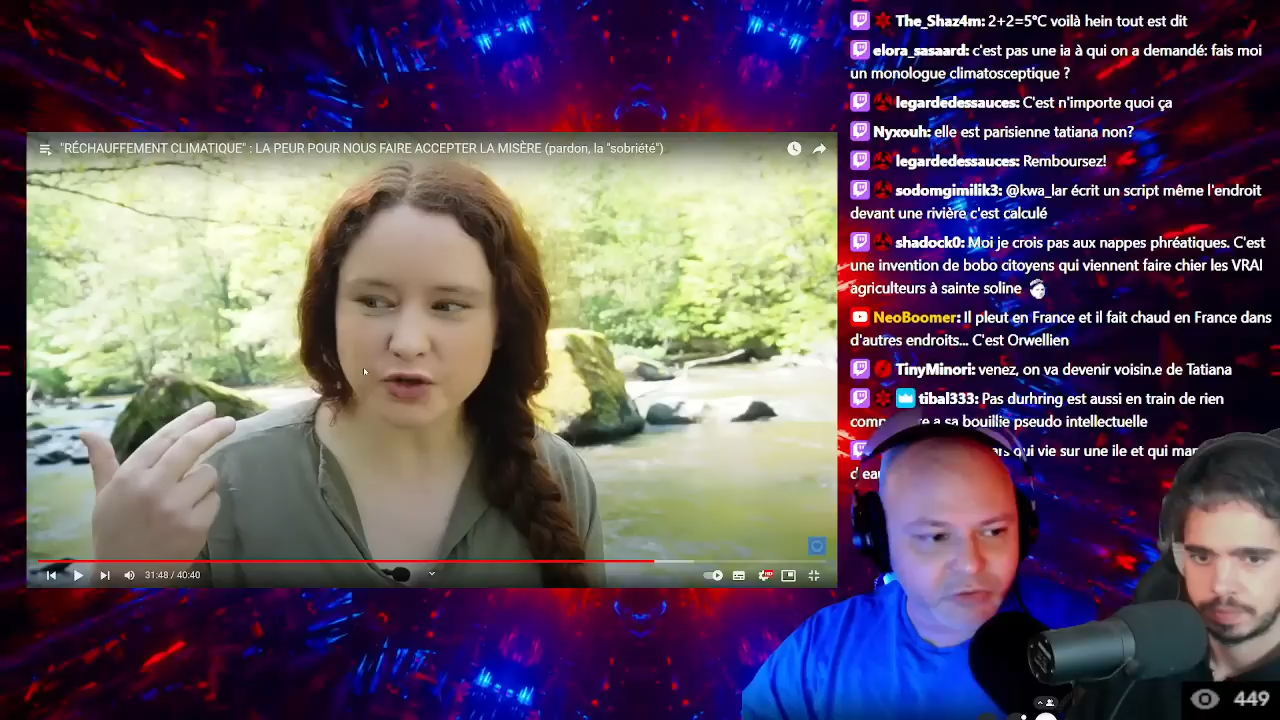 "RÉCHAUFFEMENT CLIMATIQUE" : LA PEUR POUR NOUS FAIRE ACCEPTER LA MISÈRE (pardon, la "sobriété")
31:48 / 40:40
The_Shaz4m: 2+2=5°C voilà hein tout est dit
elora_sasaard: c'est pas une ia à qui on a demandé: fais moi
un monologue climatosceptique ?
legardedessauces: C'est n'importe quoi ça
Nyxouh: elle est parisienne tatiana non?
legardedessauces: Remboursez!
sodomgimilik3: @kwa_lar écrit un script même l'endroit
devant une rivière c'est calculé
shadock0: Moi je crois pas aux nappes phréatiques. C'est
une invention de bobo citoyens qui viennent faire chier les VRAI
agriculteurs à sainte soline
NeoBoomer: Il pleut en France et il fait chaud en France dans
d'autres endroits... C'est Orwellien
TinyMinori: venez, on va devenir voisin.e de Tatiana
tibal333: Pas durhring est aussi en train de rien
a sa bouillie pseudo intellectuelle
qui vie sur une ile et qui
449